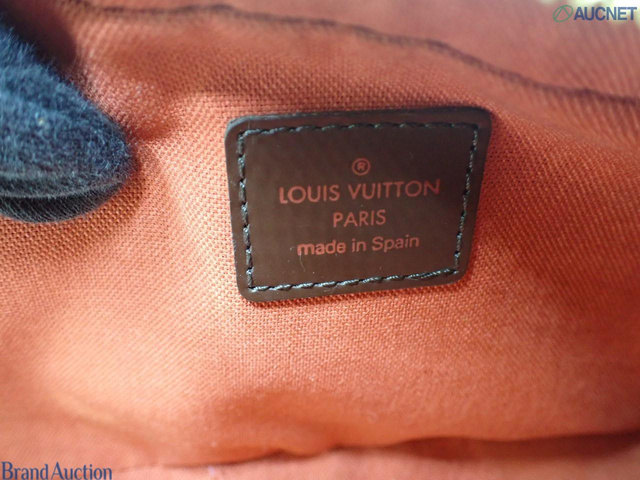 AUCNET
®
LOUIS VUITTON
PARIS
made in Spain
Brand Auction